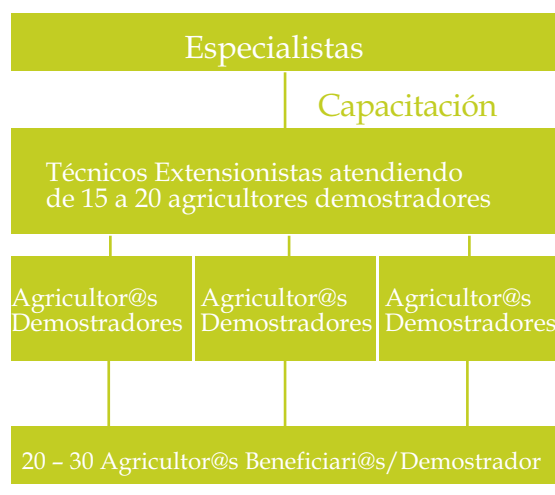 Especialistas
Capacitación
Técnicos Extensionistas atendiendo
de 15 a 20 agricultores demostradores
Agricultor@s
Demostradores
Agricultor@s
Demostradores
Agricultor@s
Demostradores
20 – 30 Agricultor@s Beneficiari@s/Demostrador